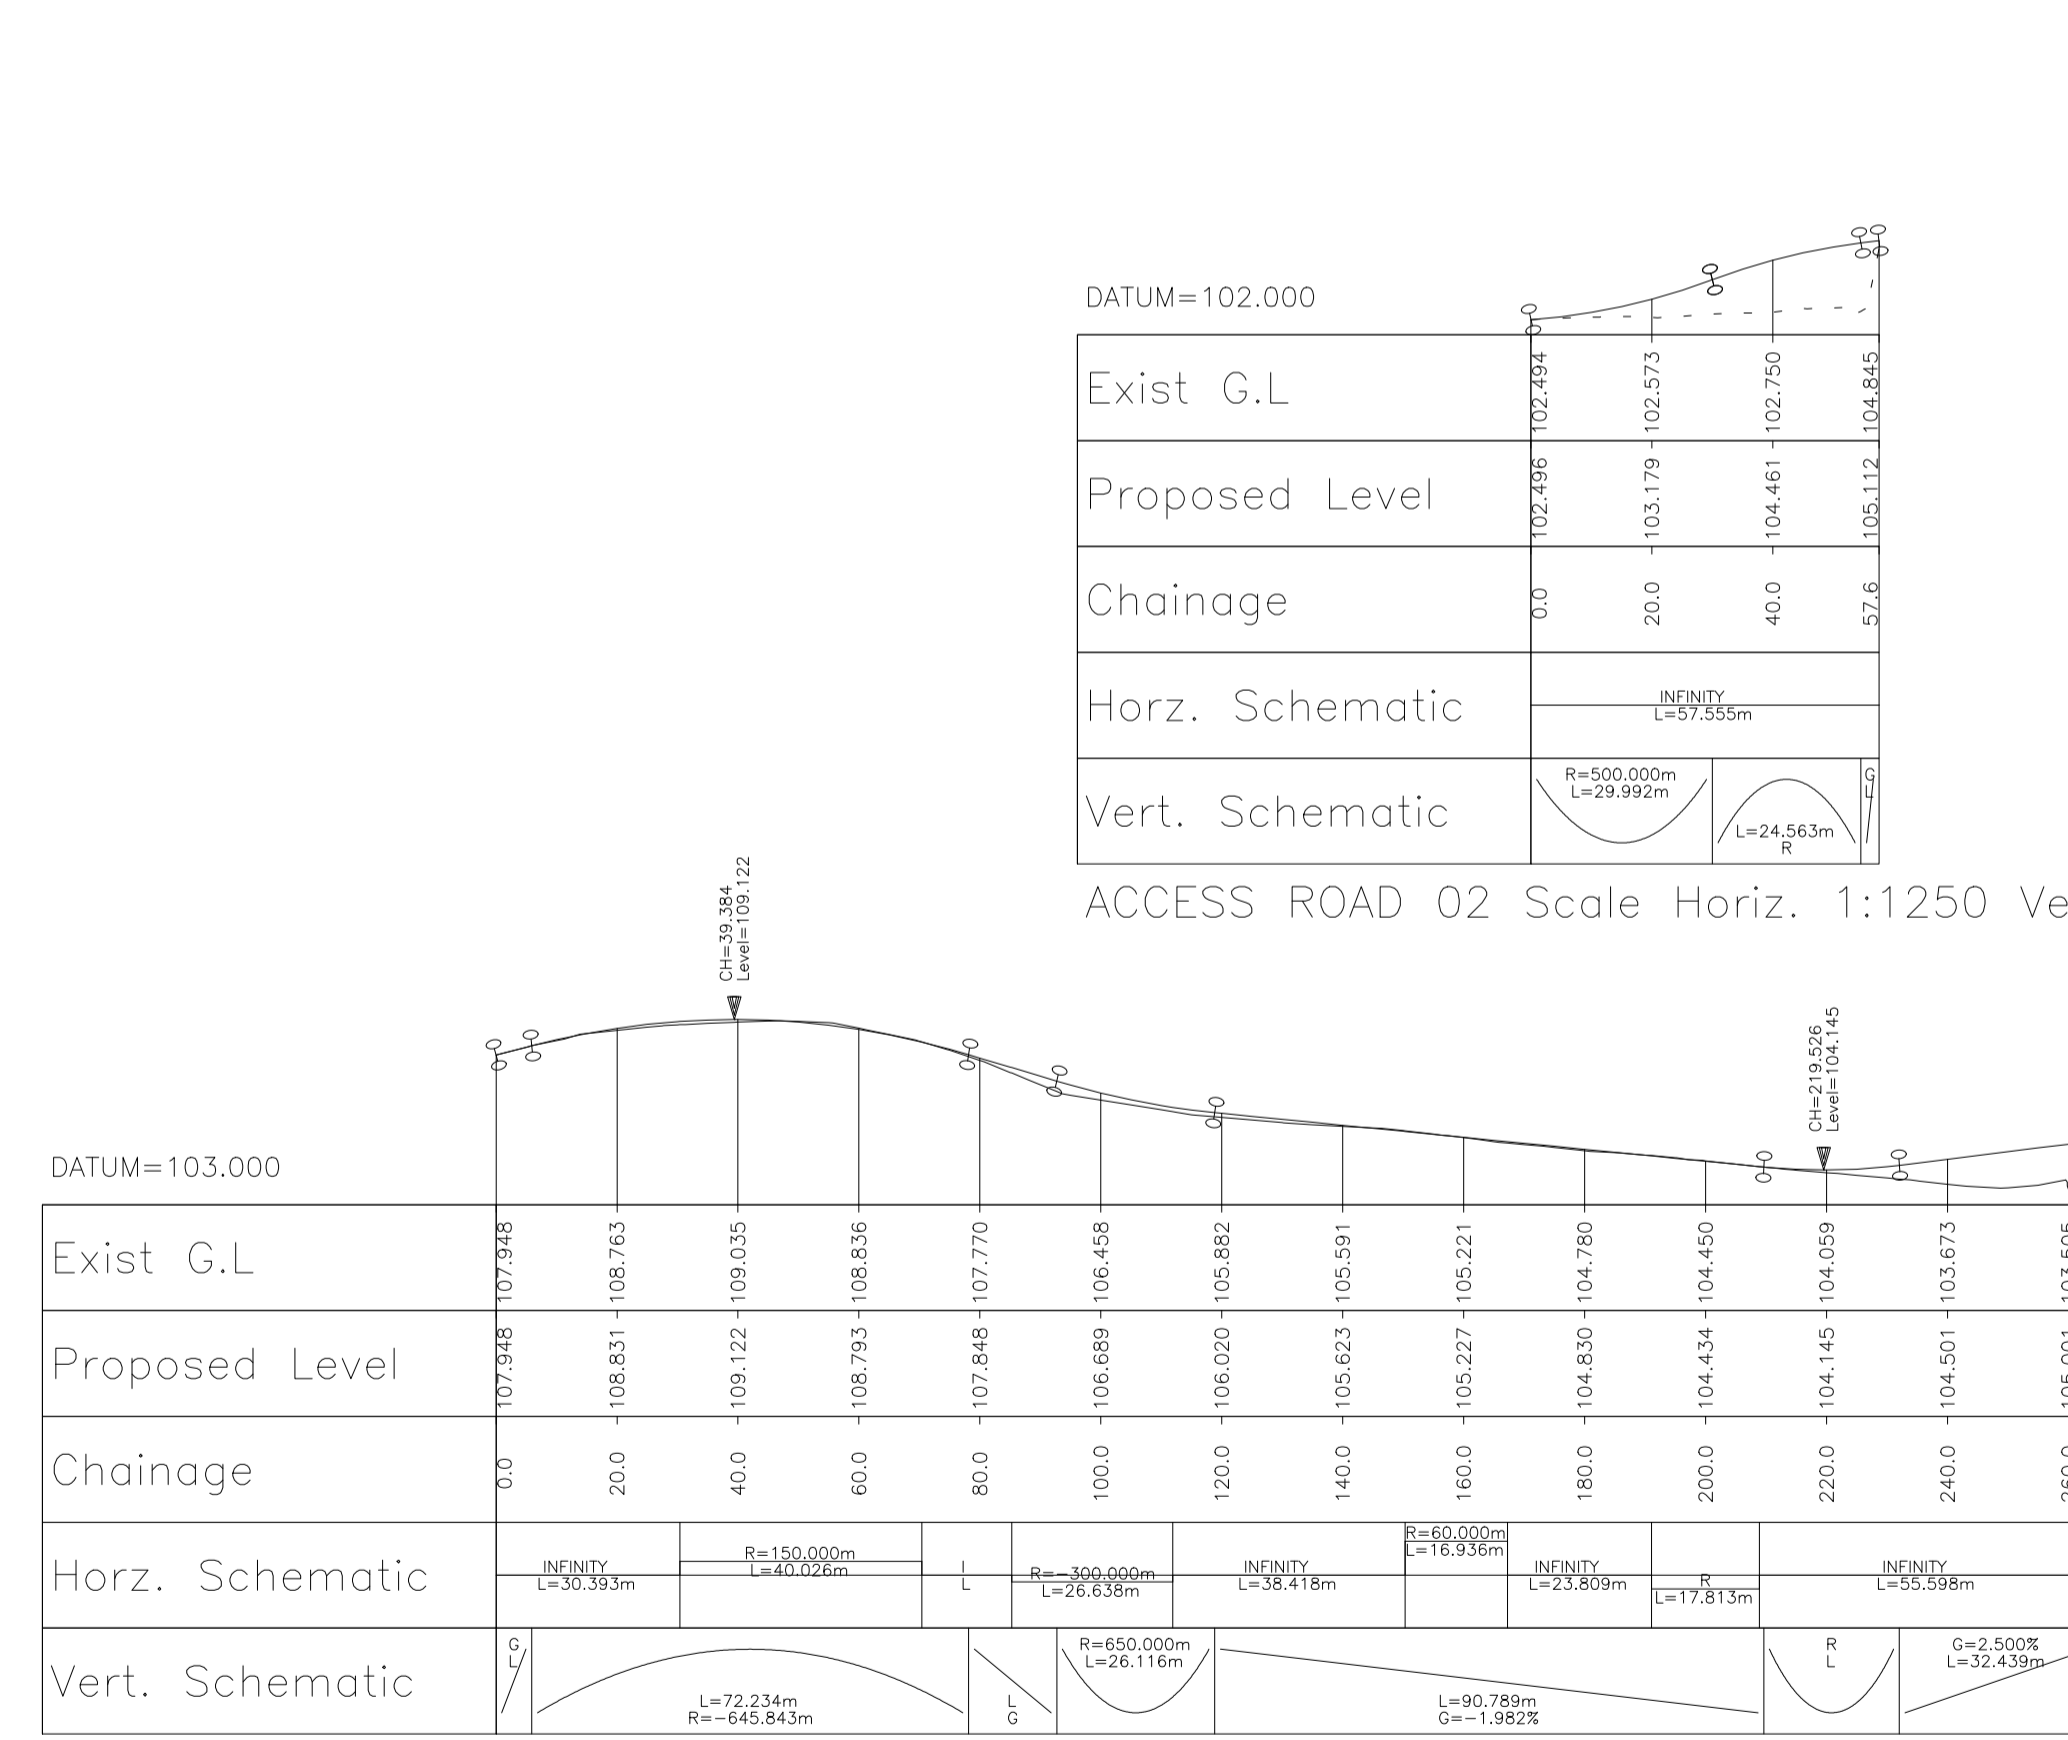 DATUM=102.000
Exist G.L 102.494 102.573 102.750 104.845
Proposed Level 102.496 103.179 104.461 105.112
Chainage 0.0 20.0 40.0 57.6
Horz. Schematic
INFINITY
L=57.555m
Vert. Schematic
R=500.000m
L=29.992m
L=24.563m
R
G
L
ACCESS ROAD 02 Scale Horiz. 1:1250 Ve
CH=39.384
Level=109.122
CH=219.526
Level=104.145
DATUM=103.000
Exist G.L 107.948 108.763 109.035 108.836 107.770 106.458 105.882 105.591 105.221 104.780 104.450 104.059 103.673
Proposed Level 107.948 108.831 109.122 108.793 107.848 106.689 106.020 105.623 105.227 104.830 104.434 104.145 104.501
Chainage 0.0 20.0 40.0 60.0 80.0 100.0 120.0 140.0 160.0 180.0 200.0 220.0 240.0 260.0
Horz. Schematic
INFINITY
L=30.393m
R=150.000m
L=40.026m
I
L
R=-300.000m
L=26.638m
INFINITY
L=38.418m
R=60.000m
L=16.936m
INFINITY
L=23.809m
R
L=17.813m
INFINITY
L=55.598m
Vert. Schematic
G
L
L=72.234m
R=-645.843m
L
G
R=650.000m
L=26.116m
L=90.789m
G=-1.982%
R
L
G=2.500%
L=32.439m